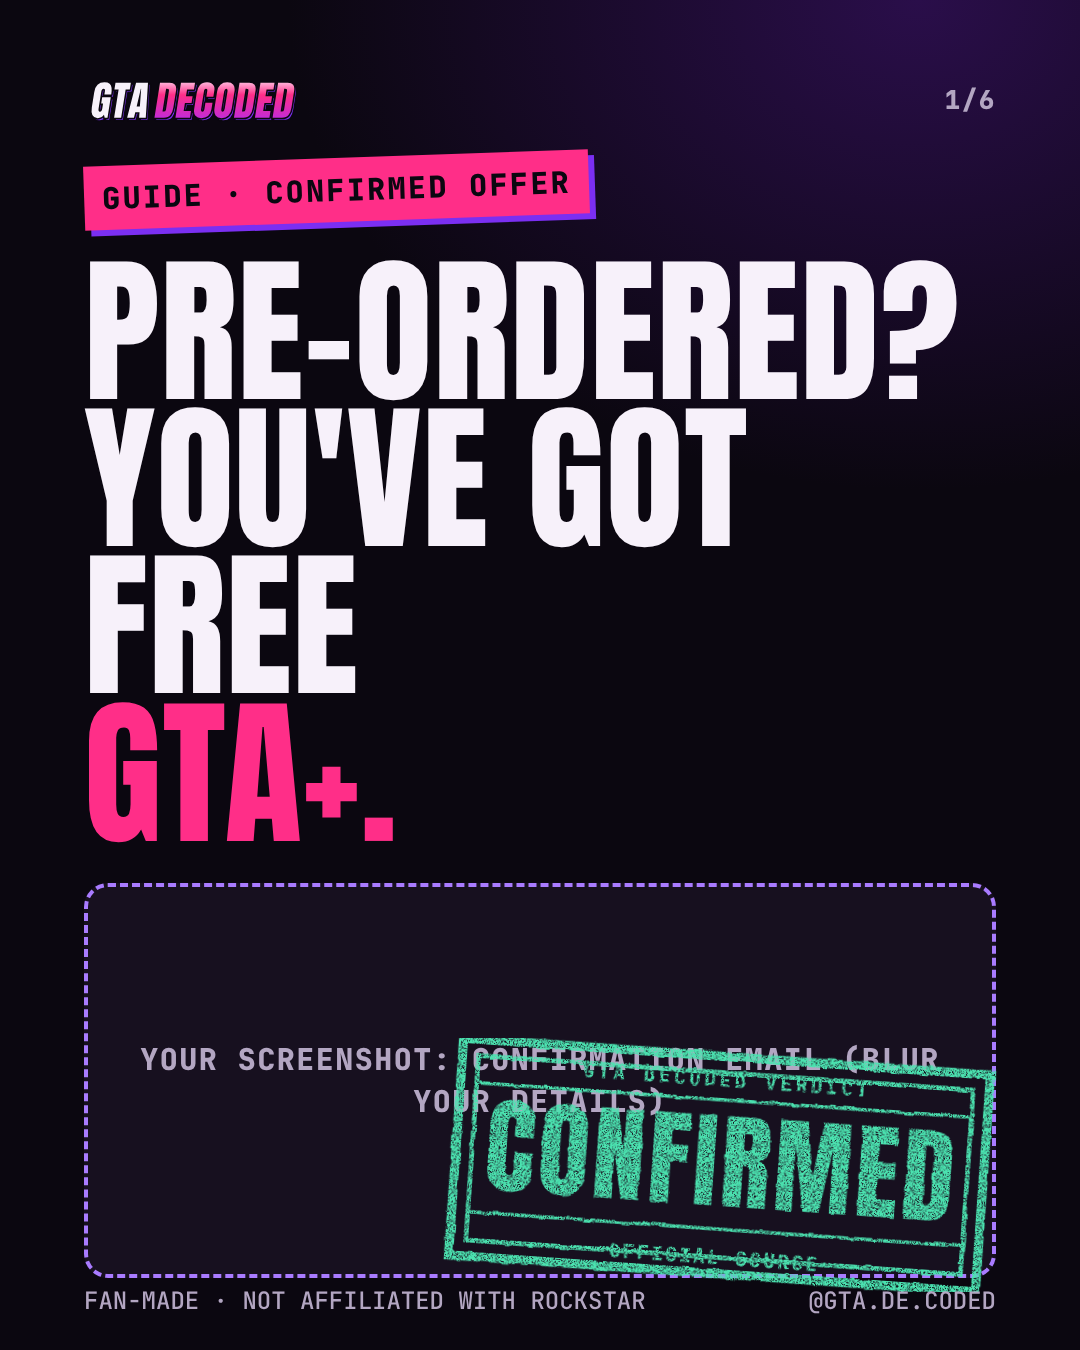 GTA DECODED
1/6
GUIDE · CONFIRMED OFFER
PRE-ORDERED?
YOU'VE GOT
FREE
GTA+.
YOUR SCREENSHOT: CONFIRMATION EMAIL (BLUR
YOUR DETAILS)
GTA DECODED VERDICT
CONFIRMED
OFFICIAL SOURCE
FAN-MADE · NOT AFFILIATED WITH ROCKSTAR
@GTA.DE.CODED